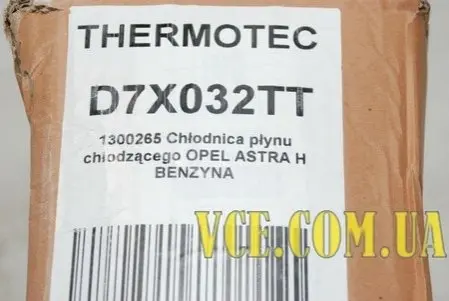 THERMOTEC
D7X032TT
1300265 Chłodnica płynu
chłodzącego OPEL ASTRA H
BENZYNA
VCE.COM.UA